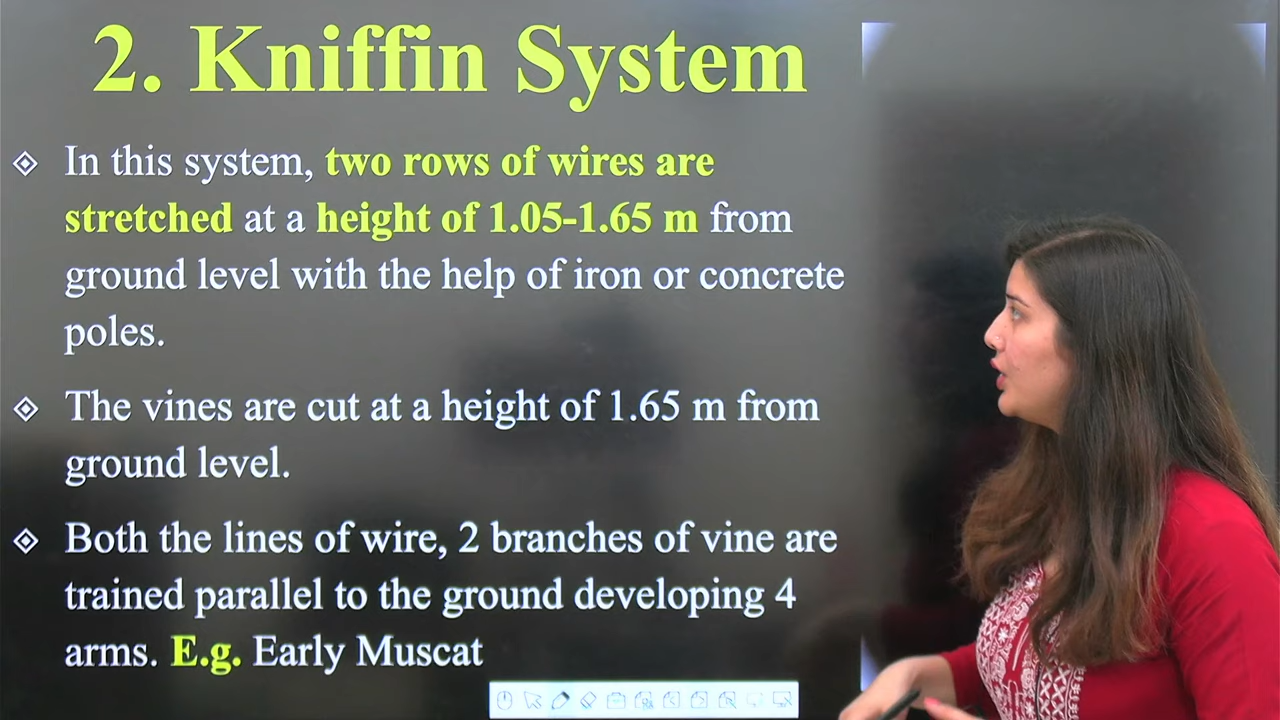 2. Kniffin System
In this system, two rows of wires are
stretched at a height of 1.05-1.65 m from
ground level with the help of iron or concrete
poles.
The vines are cut at a height of 1.65 m from
ground level.
Both the lines of wire, 2 branches of vine are
trained parallel to the ground developing 4
arms. E.g. Early Muscat